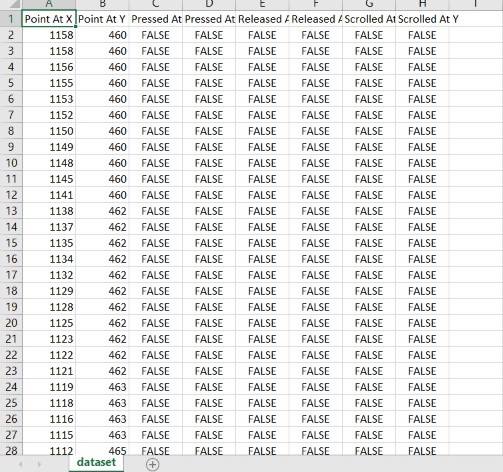 A B C D E F G H I
1 Point At X Point At Y Pressed At Pressed At Released A Released A Scrolled At Scrolled At Y
2 1158 460 FALSE FALSE FALSE FALSE FALSE FALSE
3 1158 460 FALSE FALSE FALSE FALSE FALSE FALSE
4 1156 460 FALSE FALSE FALSE FALSE FALSE FALSE
5 1155 460 FALSE FALSE FALSE FALSE FALSE FALSE
6 1153 460 FALSE FALSE FALSE FALSE FALSE FALSE
7 1152 460 FALSE FALSE FALSE FALSE FALSE FALSE
8 1150 460 FALSE FALSE FALSE FALSE FALSE FALSE
9 1149 460 FALSE FALSE FALSE FALSE FALSE FALSE
10 1148 460 FALSE FALSE FALSE FALSE FALSE FALSE
11 1145 460 FALSE FALSE FALSE FALSE FALSE FALSE
12 1141 460 FALSE FALSE FALSE FALSE FALSE FALSE
13 1138 462 FALSE FALSE FALSE FALSE FALSE FALSE
14 1137 462 FALSE FALSE FALSE FALSE FALSE FALSE
15 1135 462 FALSE FALSE FALSE FALSE FALSE FALSE
16 1134 462 FALSE FALSE FALSE FALSE FALSE FALSE
17 1132 462 FALSE FALSE FALSE FALSE FALSE FALSE
18 1129 462 FALSE FALSE FALSE FALSE FALSE FALSE
19 1128 462 FALSE FALSE FALSE FALSE FALSE FALSE
20 1125 462 FALSE FALSE FALSE FALSE FALSE FALSE
21 1123 462 FALSE FALSE FALSE FALSE FALSE FALSE
22 1122 462 FALSE FALSE FALSE FALSE FALSE FALSE
23 1121 462 FALSE FALSE FALSE FALSE FALSE FALSE
24 1119 463 FALSE FALSE FALSE FALSE FALSE FALSE
25 1118 463 FALSE FALSE FALSE FALSE FALSE FALSE
26 1116 463 FALSE FALSE FALSE FALSE FALSE FALSE
27 1115 463 FALSE FALSE FALSE FALSE FALSE FALSE
28 1112 465 FALSE FALSE FALSE FALSE FALSE FALSE
dataset